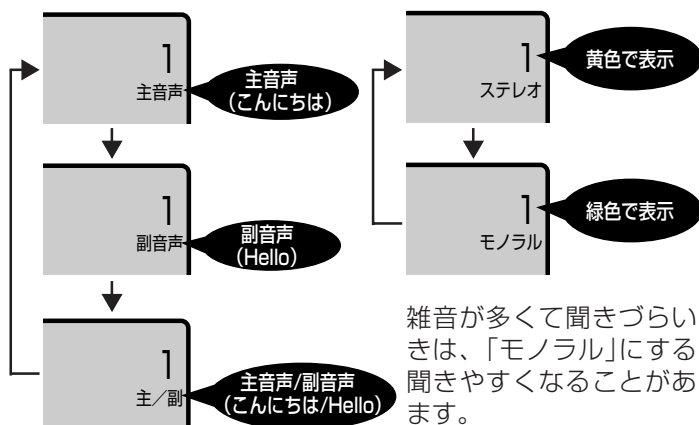 1
主音声
主音声
(こんにちは)
1
副音声
副音声
(Hello)
1
主／副
主音声/副音声
(こんにちは/Hello)
1
ステレオ
黄色で表示
1
モノラル
緑色で表示
雑音が多くて聞きづらい
きは、「モノラル」にする
聞きやすくなることがあ
ます。